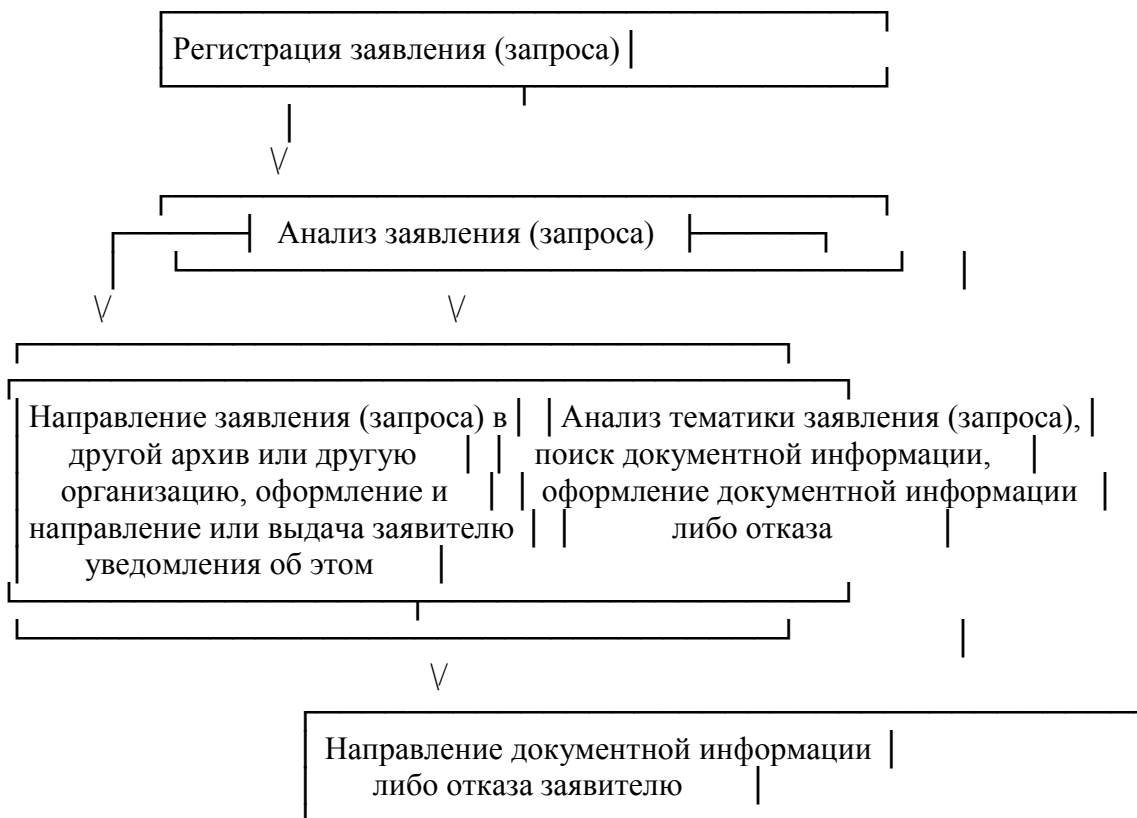 Регистрация заявления (запроса)
Анализ заявления (запроса)
Направление заявления (запроса) в
другой архив или другую
организацию, оформление и
направление или выдача заявителю
уведомления об этом
Анализ тематики заявления (запроса),
поиск документной информации,
оформление документной информации
либо отказа
Направление документной информации
либо отказа заявителю